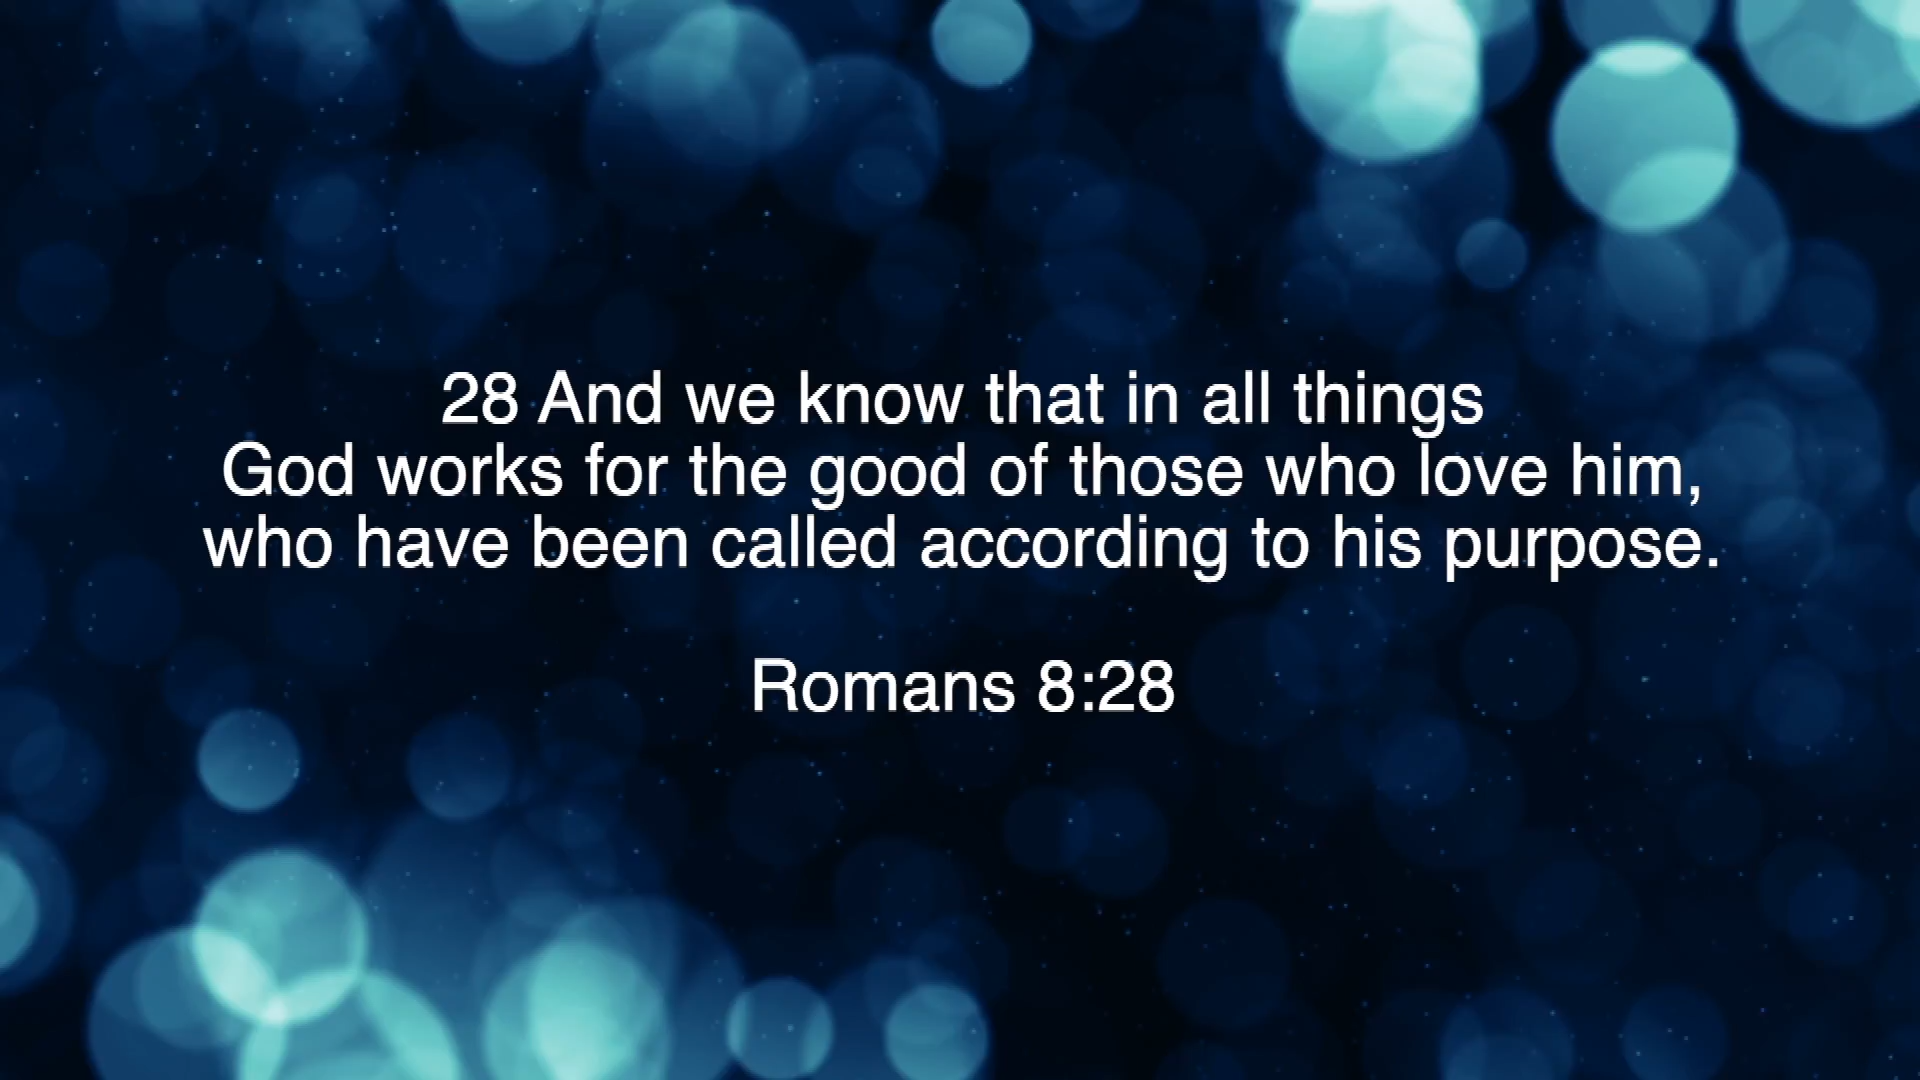 28 And we know that in all things
God works for the good of those who love him,
who have been called according to his purpose.
Romans 8:28